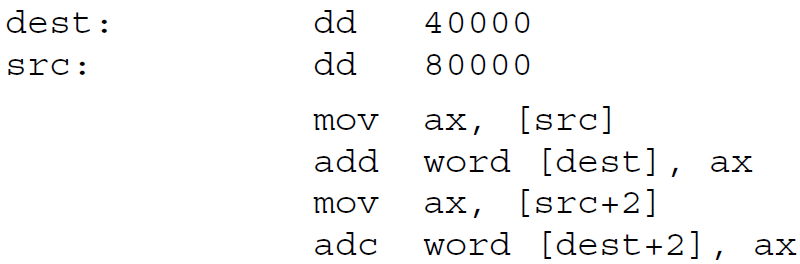 dest: dd 40000
src: dd 80000
mov ax, [src]
add word [dest], ax
mov ax, [src+2]
adc word [dest+2], ax